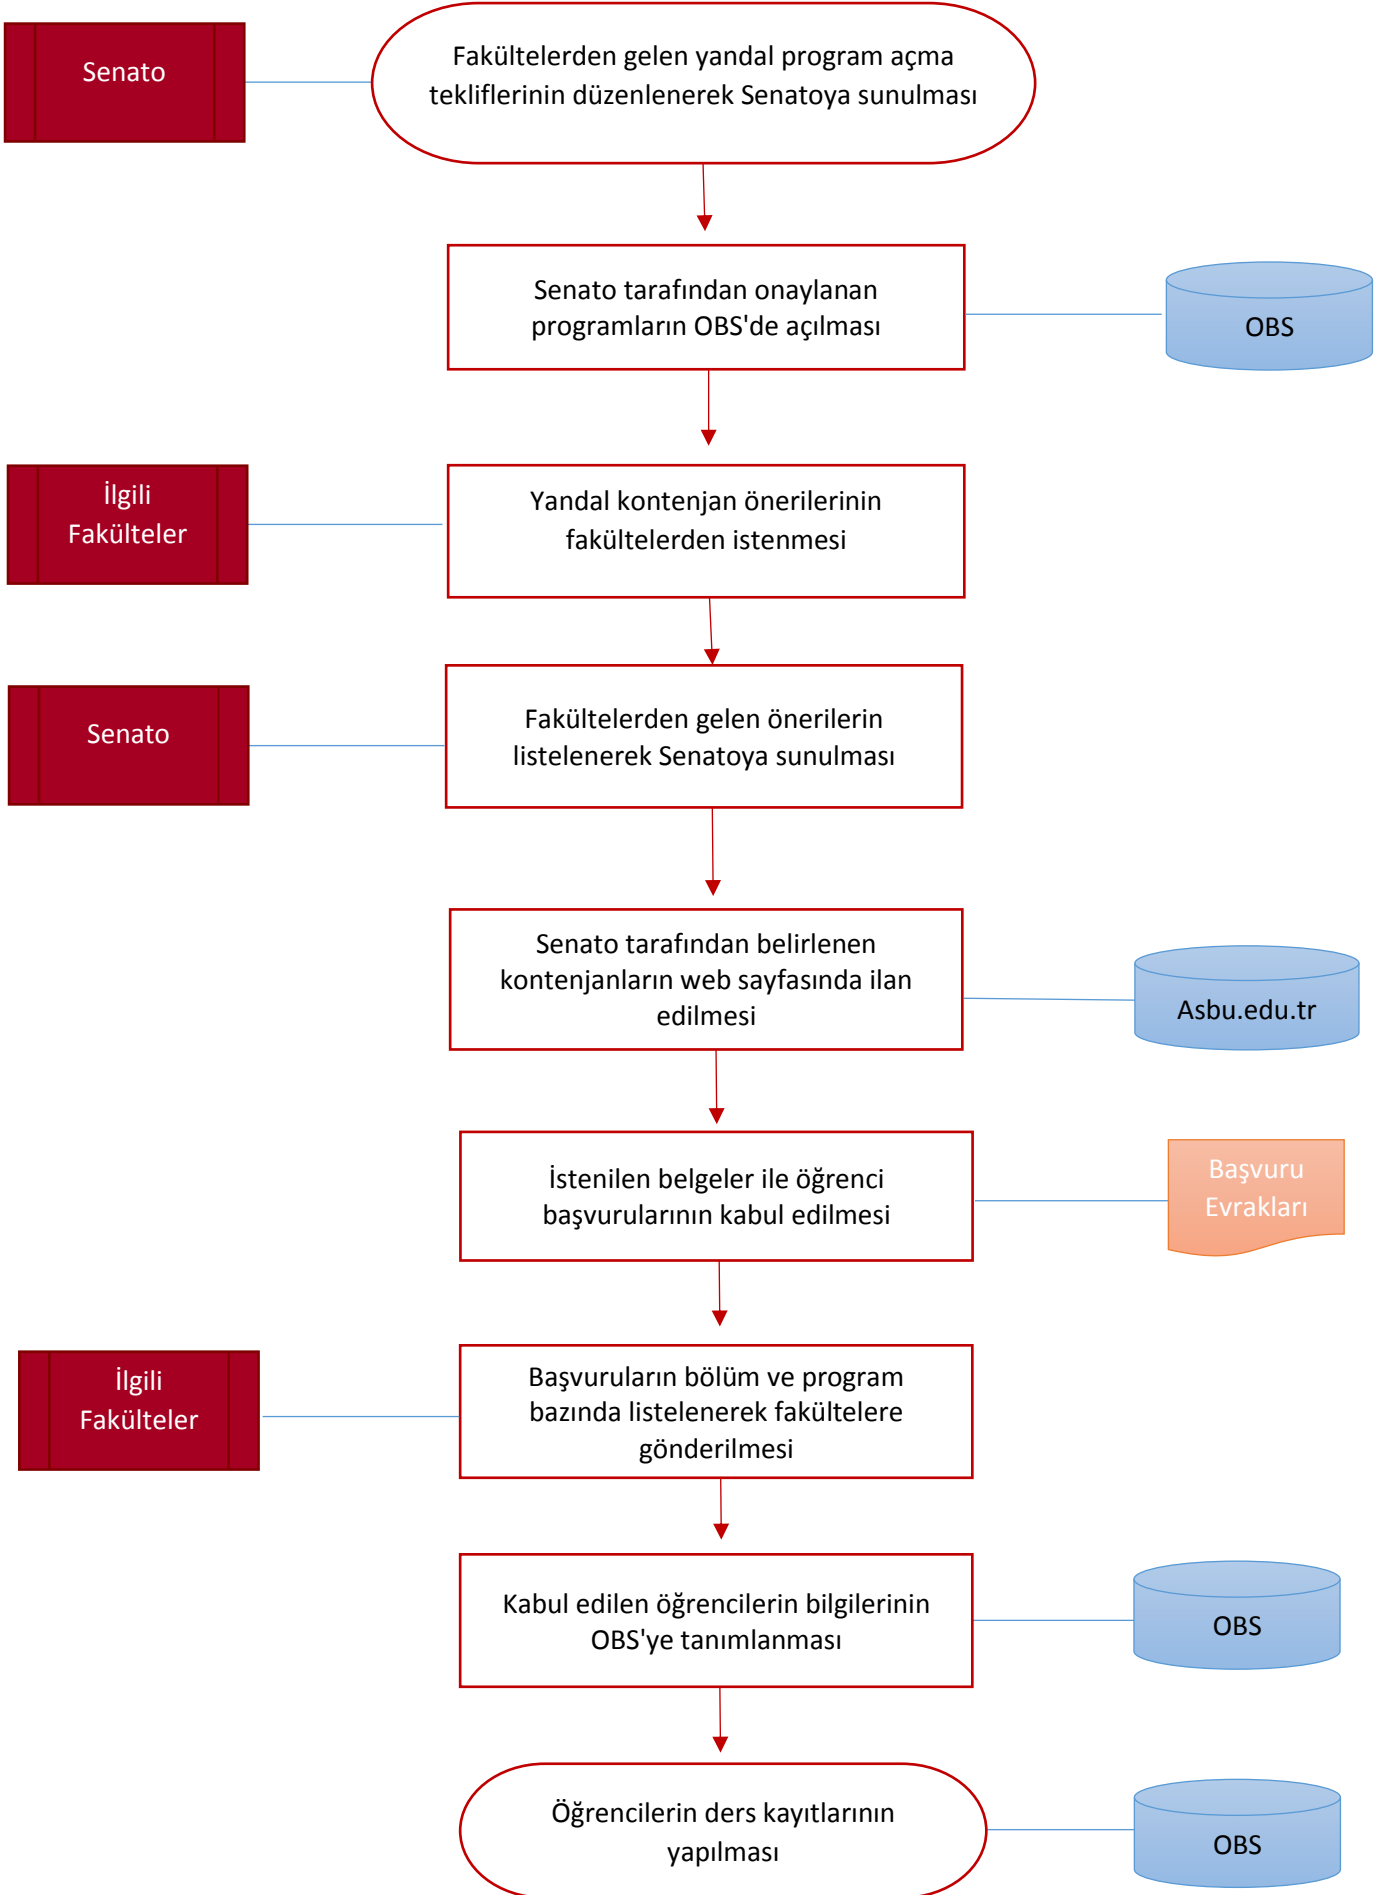 Senato
Fakültelerden gelen yandal program açma
tekliflerinin düzenlenerek Senatoya sunulması
Senato tarafından onaylanan
programların OBS'de açılması
OBS
İlgili
Fakülteler
Yandal kontenjan önerilerinin
fakültelerden istenmesi
Senato
Fakültelerden gelen önerilerin
listelenerek Senatoya sunulması
Senato tarafından belirlenen
kontenjanların web sayfasında ilan
edilmesi
Asbu.edu.tr
İstenilen belgeler ile öğrenci
başvurularının kabul edilmesi
Başvuru
Evrakları
İlgili
Fakülteler
Başvuruların bölüm ve program
bazında listelenerek fakültelere
gönderilmesi
Kabul edilen öğrencilerin bilgilerinin
OBS'ye tanımlanması
OBS
Öğrencilerin ders kayıtlarının
yapılması
OBS